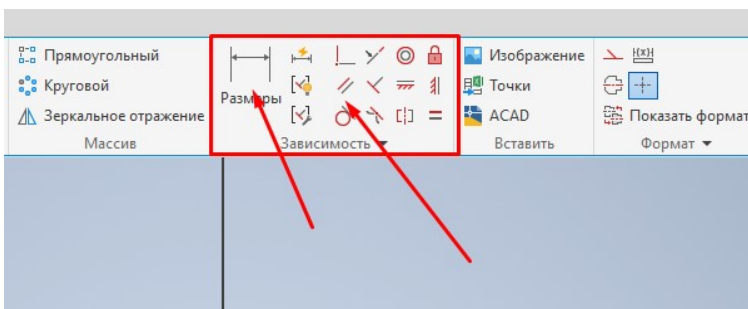 Прямоугольный
Круговой
Зеркальное отражение
Массив
Размеры
Зависимость
Изображение
Точки
ACAD
Вставить
Показать формат
Формат